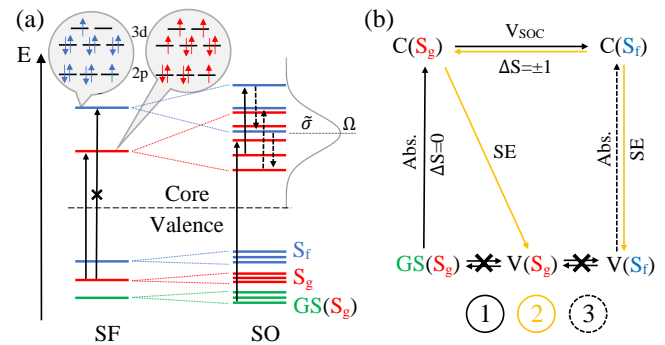 (a)
3d
2p
E
σ̃
Ω
Core
Valence
S_f
S_g
GS(S_g)
SF
SO
(b)
V_SOC
C(S_g)
C(S_f)
ΔS=±1
Abs.
ΔS=0
SE
Abs.
SE
GS(S_g)
V(S_g)
V(S_f)
1
2
3